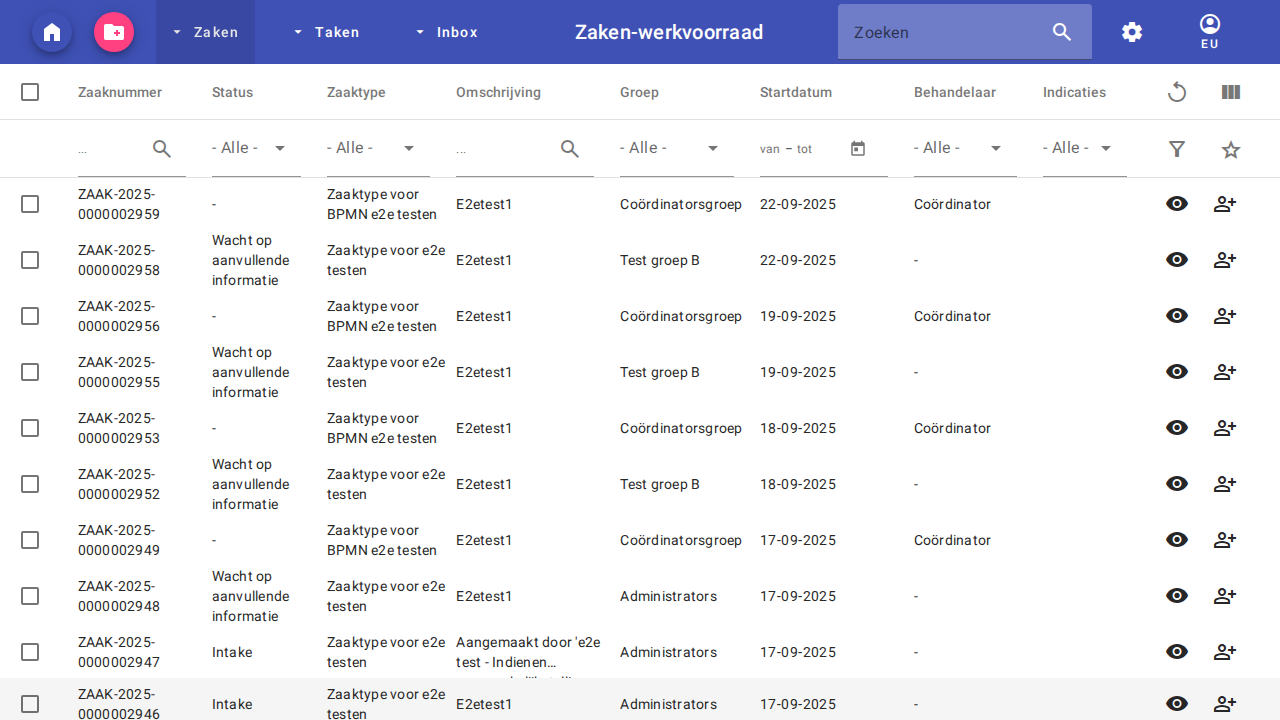 Zaken Taken Inbox Zaken-werkvoorraad Zoeken EU
Zaaknummer Status Zaaktype Omschrijving Groep Startdatum Behandelaar Indicaties
... - Alle - - Alle - ... - Alle - van – tot - Alle - - Alle -
ZAAK-2025-0000002959 - Zaaktype voor BPMN e2e testen E2etest1 Coördinatorsgroep 22-09-2025 Coördinator
ZAAK-2025-0000002958 Wacht op aanvullende informatie Zaaktype voor e2e testen E2etest1 Test groep B 22-09-2025 -
ZAAK-2025-0000002956 - Zaaktype voor BPMN e2e testen E2etest1 Coördinatorsgroep 19-09-2025 Coördinator
ZAAK-2025-0000002955 Wacht op aanvullende informatie Zaaktype voor e2e testen E2etest1 Test groep B 19-09-2025 -
ZAAK-2025-0000002953 - Zaaktype voor BPMN e2e testen E2etest1 Coördinatorsgroep 18-09-2025 Coördinator
ZAAK-2025-0000002952 Wacht op aanvullende informatie Zaaktype voor e2e testen E2etest1 Test groep B 18-09-2025 -
ZAAK-2025-0000002949 - Zaaktype voor BPMN e2e testen E2etest1 Coördinatorsgroep 17-09-2025 Coördinator
ZAAK-2025-0000002948 Wacht op aanvullende informatie Zaaktype voor e2e testen E2etest1 Administrators 17-09-2025 -
ZAAK-2025-0000002947 Intake Zaaktype voor e2e testen Aangemaakt door 'e2e test - Indienen... Administrators 17-09-2025 -
ZAAK-2025-0000002946 Intake Zaaktype voor e2e testen E2etest1 Administrators 17-09-2025 -